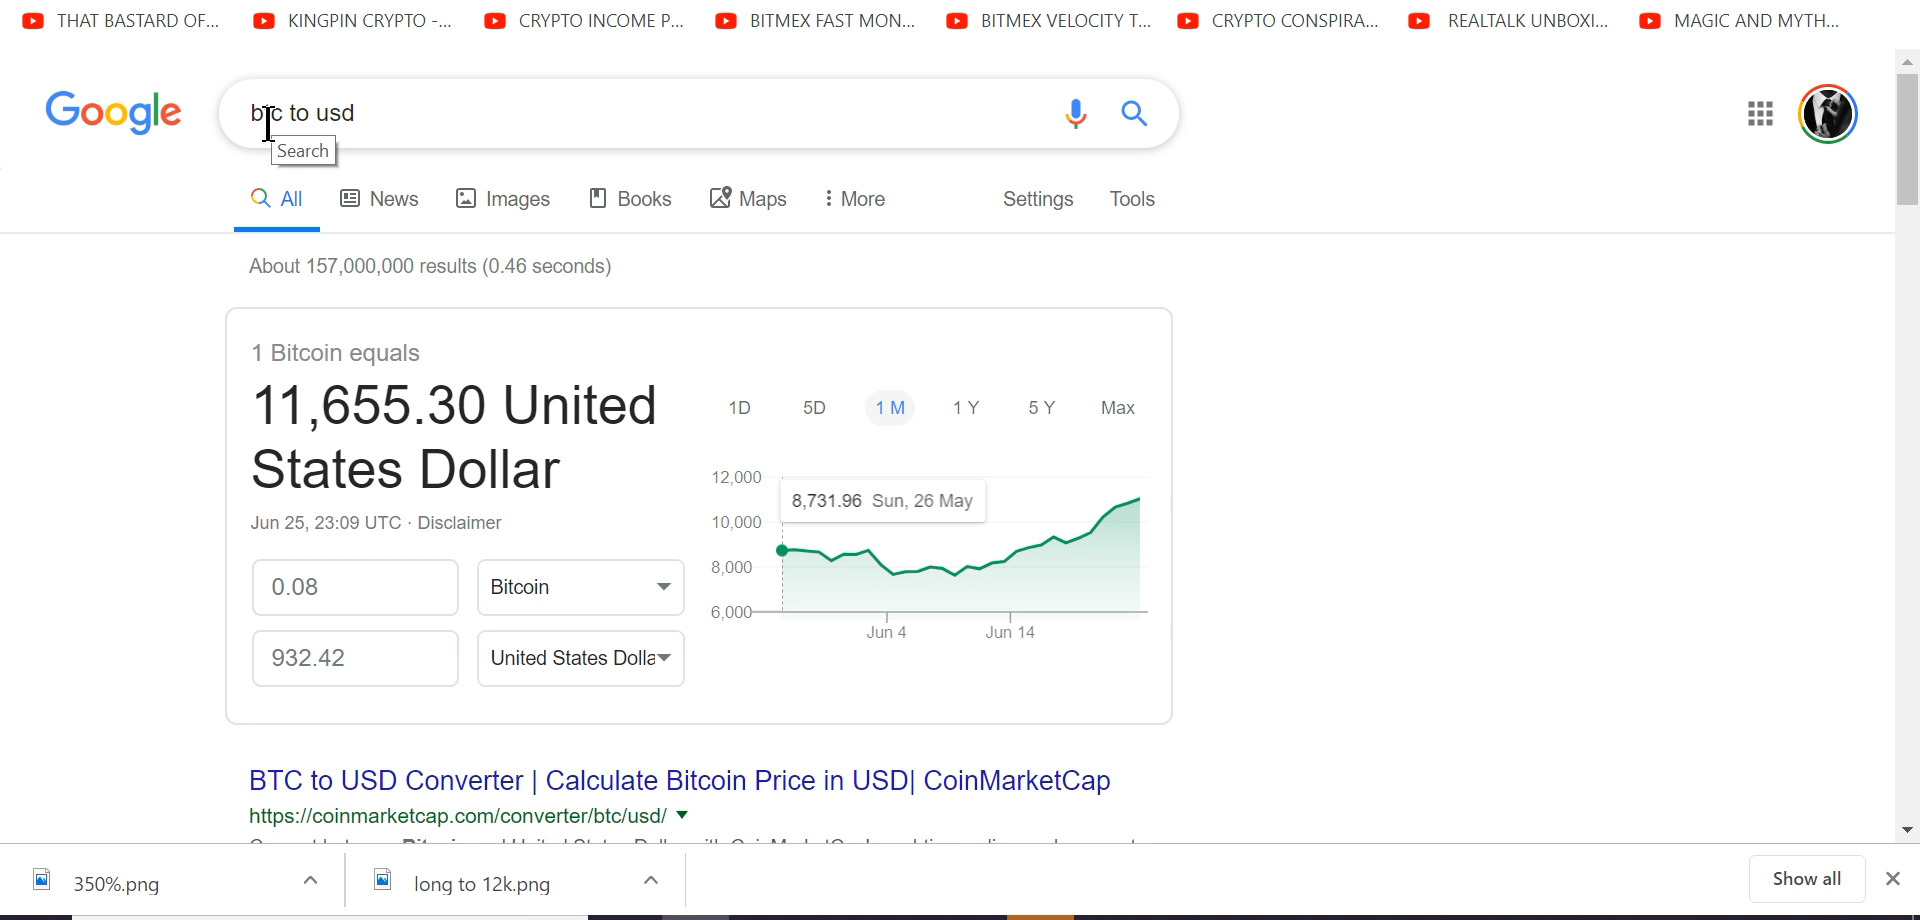 THAT BASTARD OF... KINGPIN CRYPTO -... CRYPTO INCOME P... BITMEX FAST MON... BITMEX VELOCITY T... CRYPTO CONSPIRA... REALTALK UNBOXI... MAGIC AND MYTH...
Google
btc to usd
Search
All News Images Books Maps More Settings Tools
About 157,000,000 results (0.46 seconds)
1 Bitcoin equals
11,655.30 United
States Dollar
Jun 25, 23:09 UTC · Disclaimer
0.08 Bitcoin
932.42 United States Dolla
1D 5D 1 M 1 Y 5 Y Max
12,000
8,731.96 Sun, 26 May
10,000
8,000
6,000
Jun 4 Jun 14
BTC to USD Converter | Calculate Bitcoin Price in USD| CoinMarketCap
https://coinmarketcap.com/converter/btc/usd/
350%.png long to 12k.png Show all